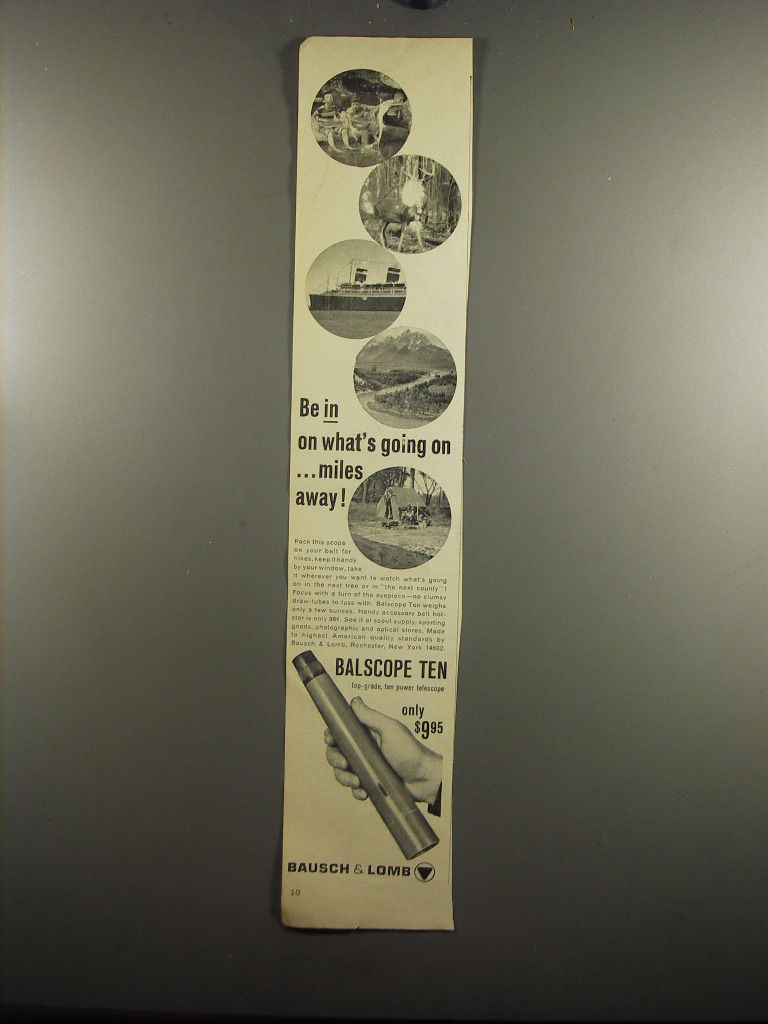 Be in
on what's going on
...miles
away!
Pack this scope
on your belt for
hikes, keep it handy
by your window, take
it wherever you want to watch what's going
on in the next tree or in "the next county"!
Focus with a turn of the eyepiece—no clumsy
draw-tubes to fuss with. Balscope Ten weighs
only a few ounces. Handy accessory belt hol-
ster is only 98¢. See it at scout supply, sporting
goods, photographic and optical stores. Made
to highest American quality standards by
Bausch & Lomb, Rochester, New York 14602.
BALSCOPE TEN
top-grade, ten power telescope
only
$9.95
BAUSCH & LOMB
10